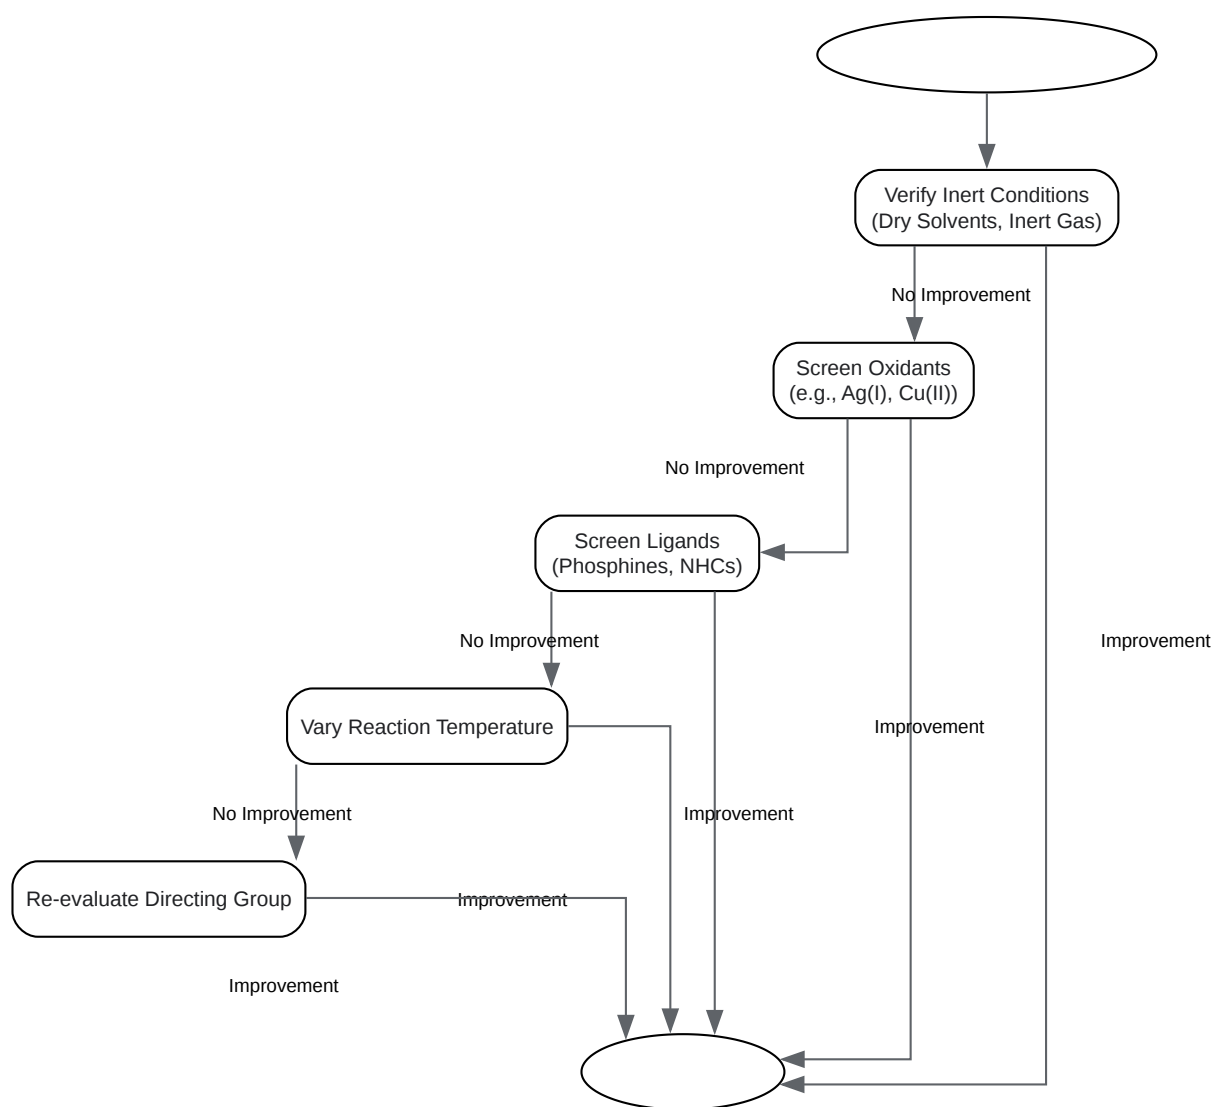 Verify Inert Conditions
(Dry Solvents, Inert Gas)
No Improvement
Screen Oxidants
(e.g., Ag(I), Cu(II))
No Improvement
Screen Ligands
(Phosphines, NHCs)
No Improvement
Improvement
Vary Reaction Temperature
Improvement
No Improvement
Improvement
Re-evaluate Directing Group
Improvement
Improvement